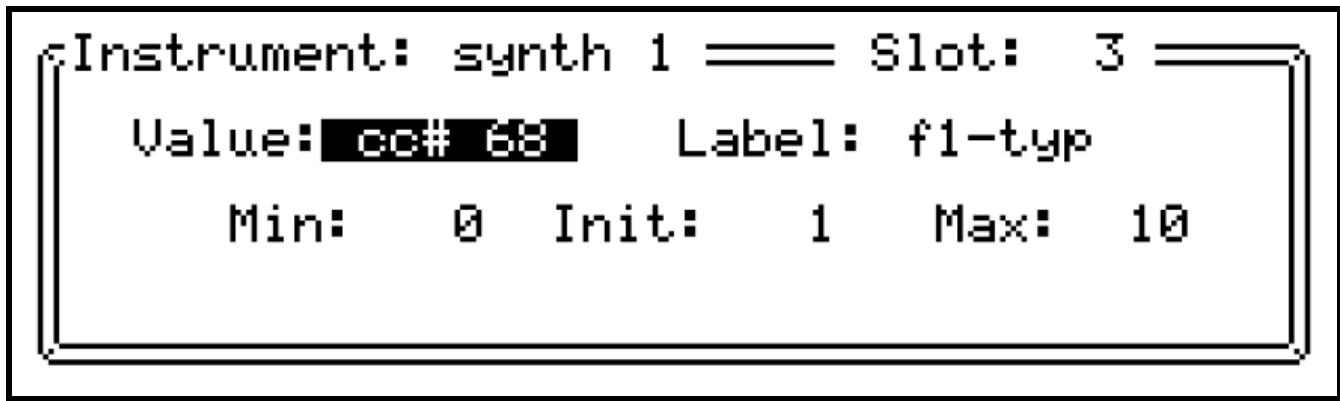 Instrument: synth 1 Slot: 3
Value: cc# 68 Label: f1-typ
Min: 0 Init: 1 Max: 10